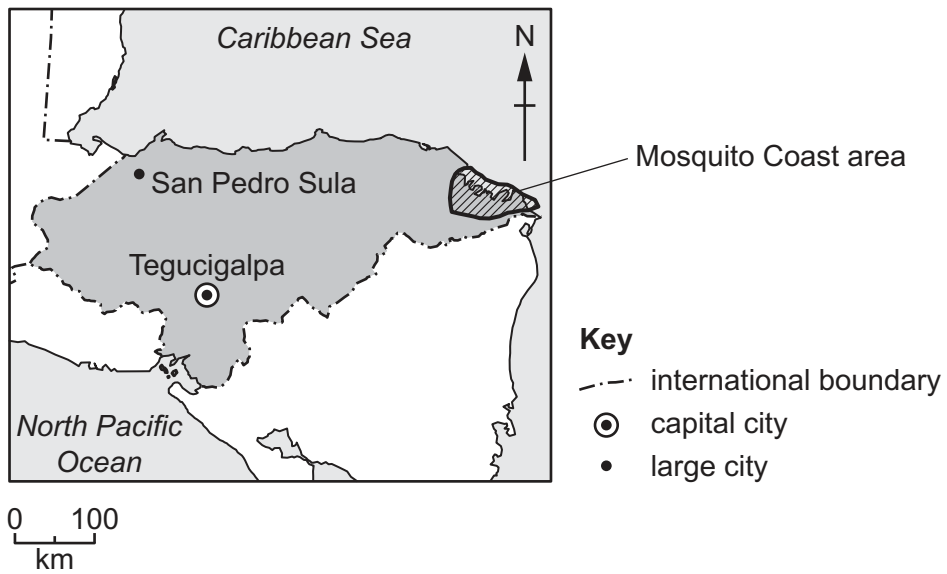 Caribbean Sea
N
Mosquito Coast area
San Pedro Sula
Tegucigalpa
North Pacific
Ocean
Key
international boundary
capital city
large city
0 100
km